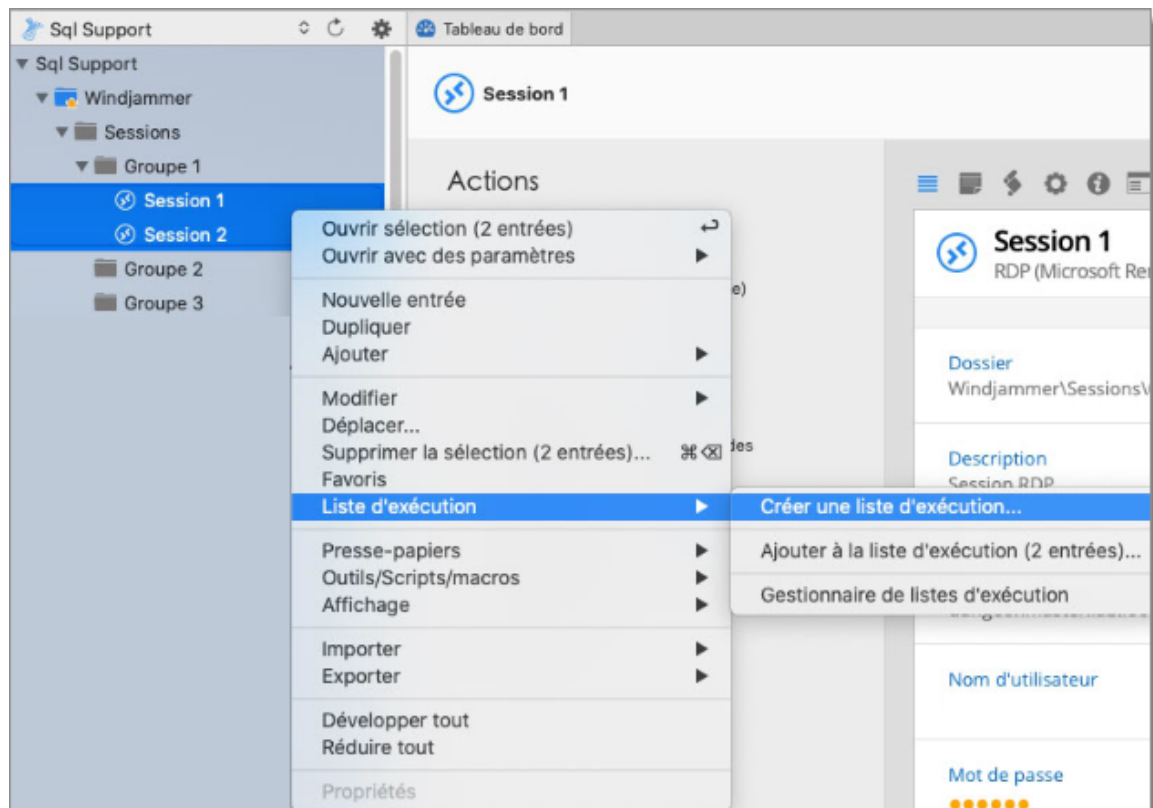 Sql Support
Tableau de bord
Sql Support
Windjammer
Sessions
Groupe 1
Session 1
Session 2
Groupe 2
Groupe 3
Session 1
Actions
e)
des
Ouvrir sélection (2 entrées)
Ouvrir avec des paramètres
Nouvelle entrée
Dupliquer
Ajouter
Modifier
Déplacer...
Supprimer la sélection (2 entrées)... ⌘⌫
Favoris
Liste d'exécution
Presse-papiers
Outils/Scripts/macros
Affichage
Importer
Exporter
Développer tout
Réduire tout
Propriétés
Créer une liste d'exécution...
Ajouter à la liste d'exécution (2 entrées)...
Gestionnaire de listes d'exécution
Session 1
RDP (Microsoft Re
Dossier
Windjammer\Sessions\
Description
Session RDP
Nom d'utilisateur
Mot de passe